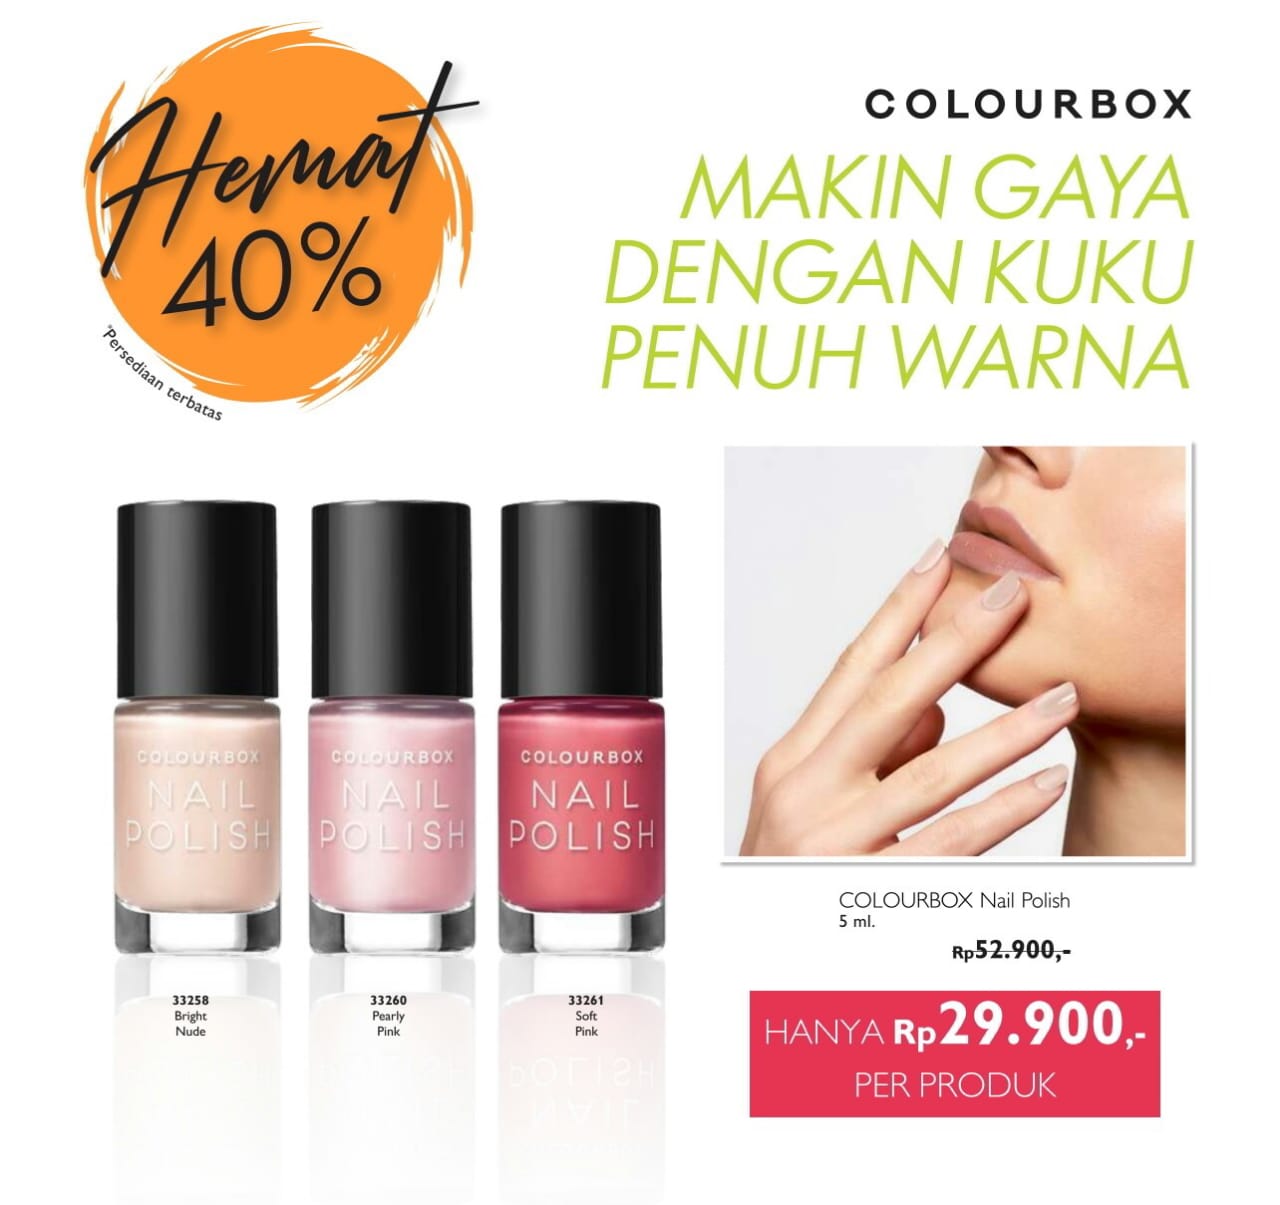 Hemat
40%
*Persediaan terbatas
COLOURBOX
MAKIN GAYA
DENGAN KUKU
PENUH WARNA
COLOURBOX
NAIL
POLISH
COLOURBOX
NAIL
POLISH
COLOURBOX
NAIL
POLISH
33258
Bright
Nude
33260
Pearly
Pink
33261
Soft
Pink
COLOURBOX Nail Polish
5 ml.
Rp52.900,-
HANYA Rp29.900,-
PER PRODUK